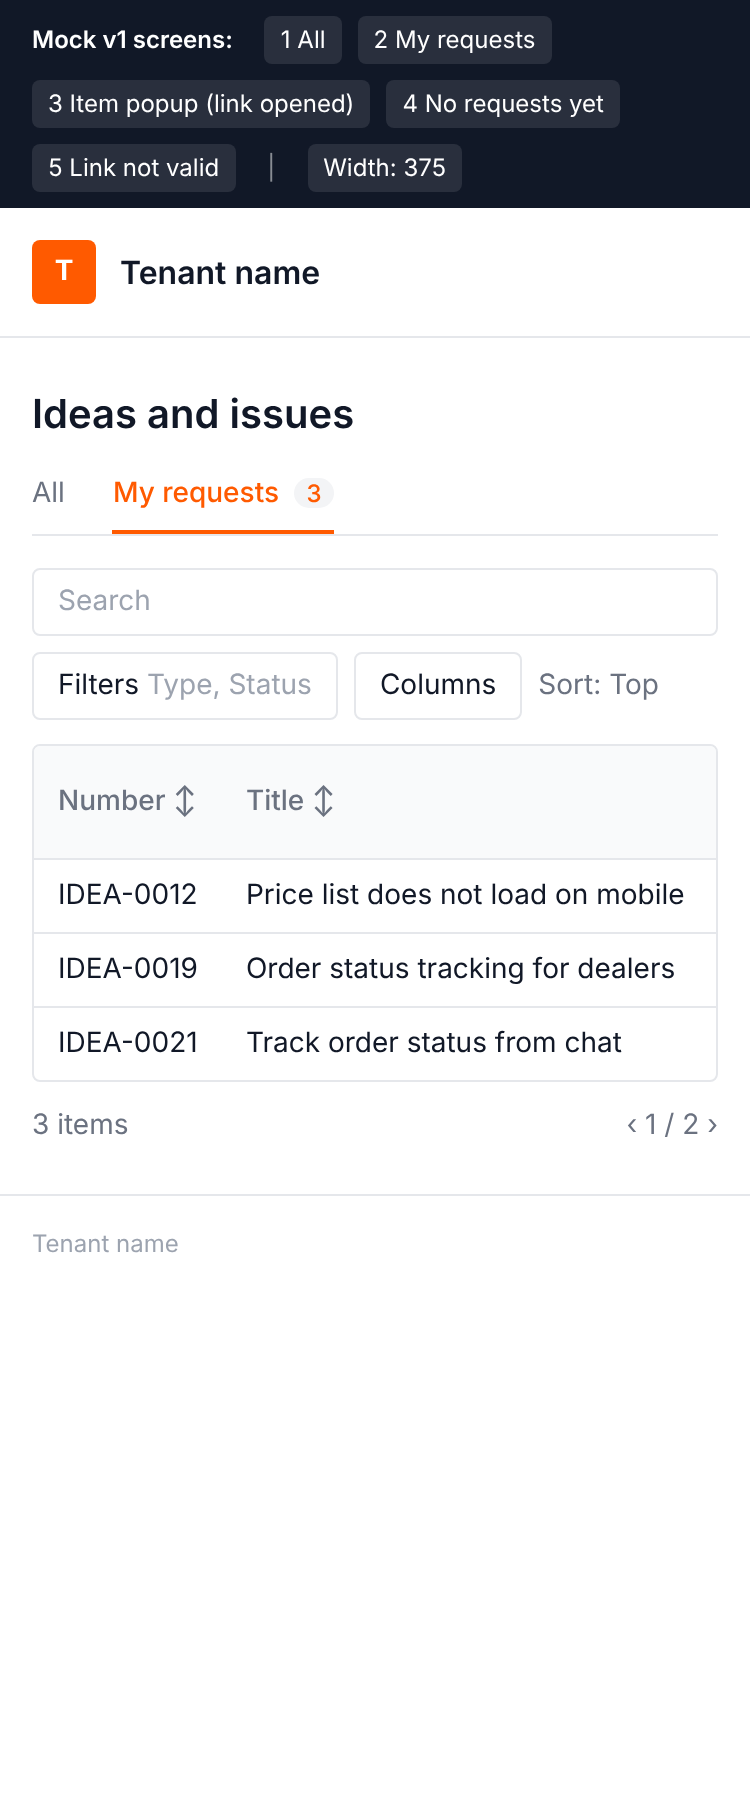 Mock v1 screens: 1 All 2 My requests
3 Item popup (link opened) 4 No requests yet
5 Link not valid | Width: 375
T Tenant name
Ideas and issues
All My requests 3
Search
Filters Type, Status Columns Sort: Top
Number ↕ Title ↕
IDEA-0012 Price list does not load on mobile
IDEA-0019 Order status tracking for dealers
IDEA-0021 Track order status from chat
3 items ‹ 1 / 2 ›
Tenant name